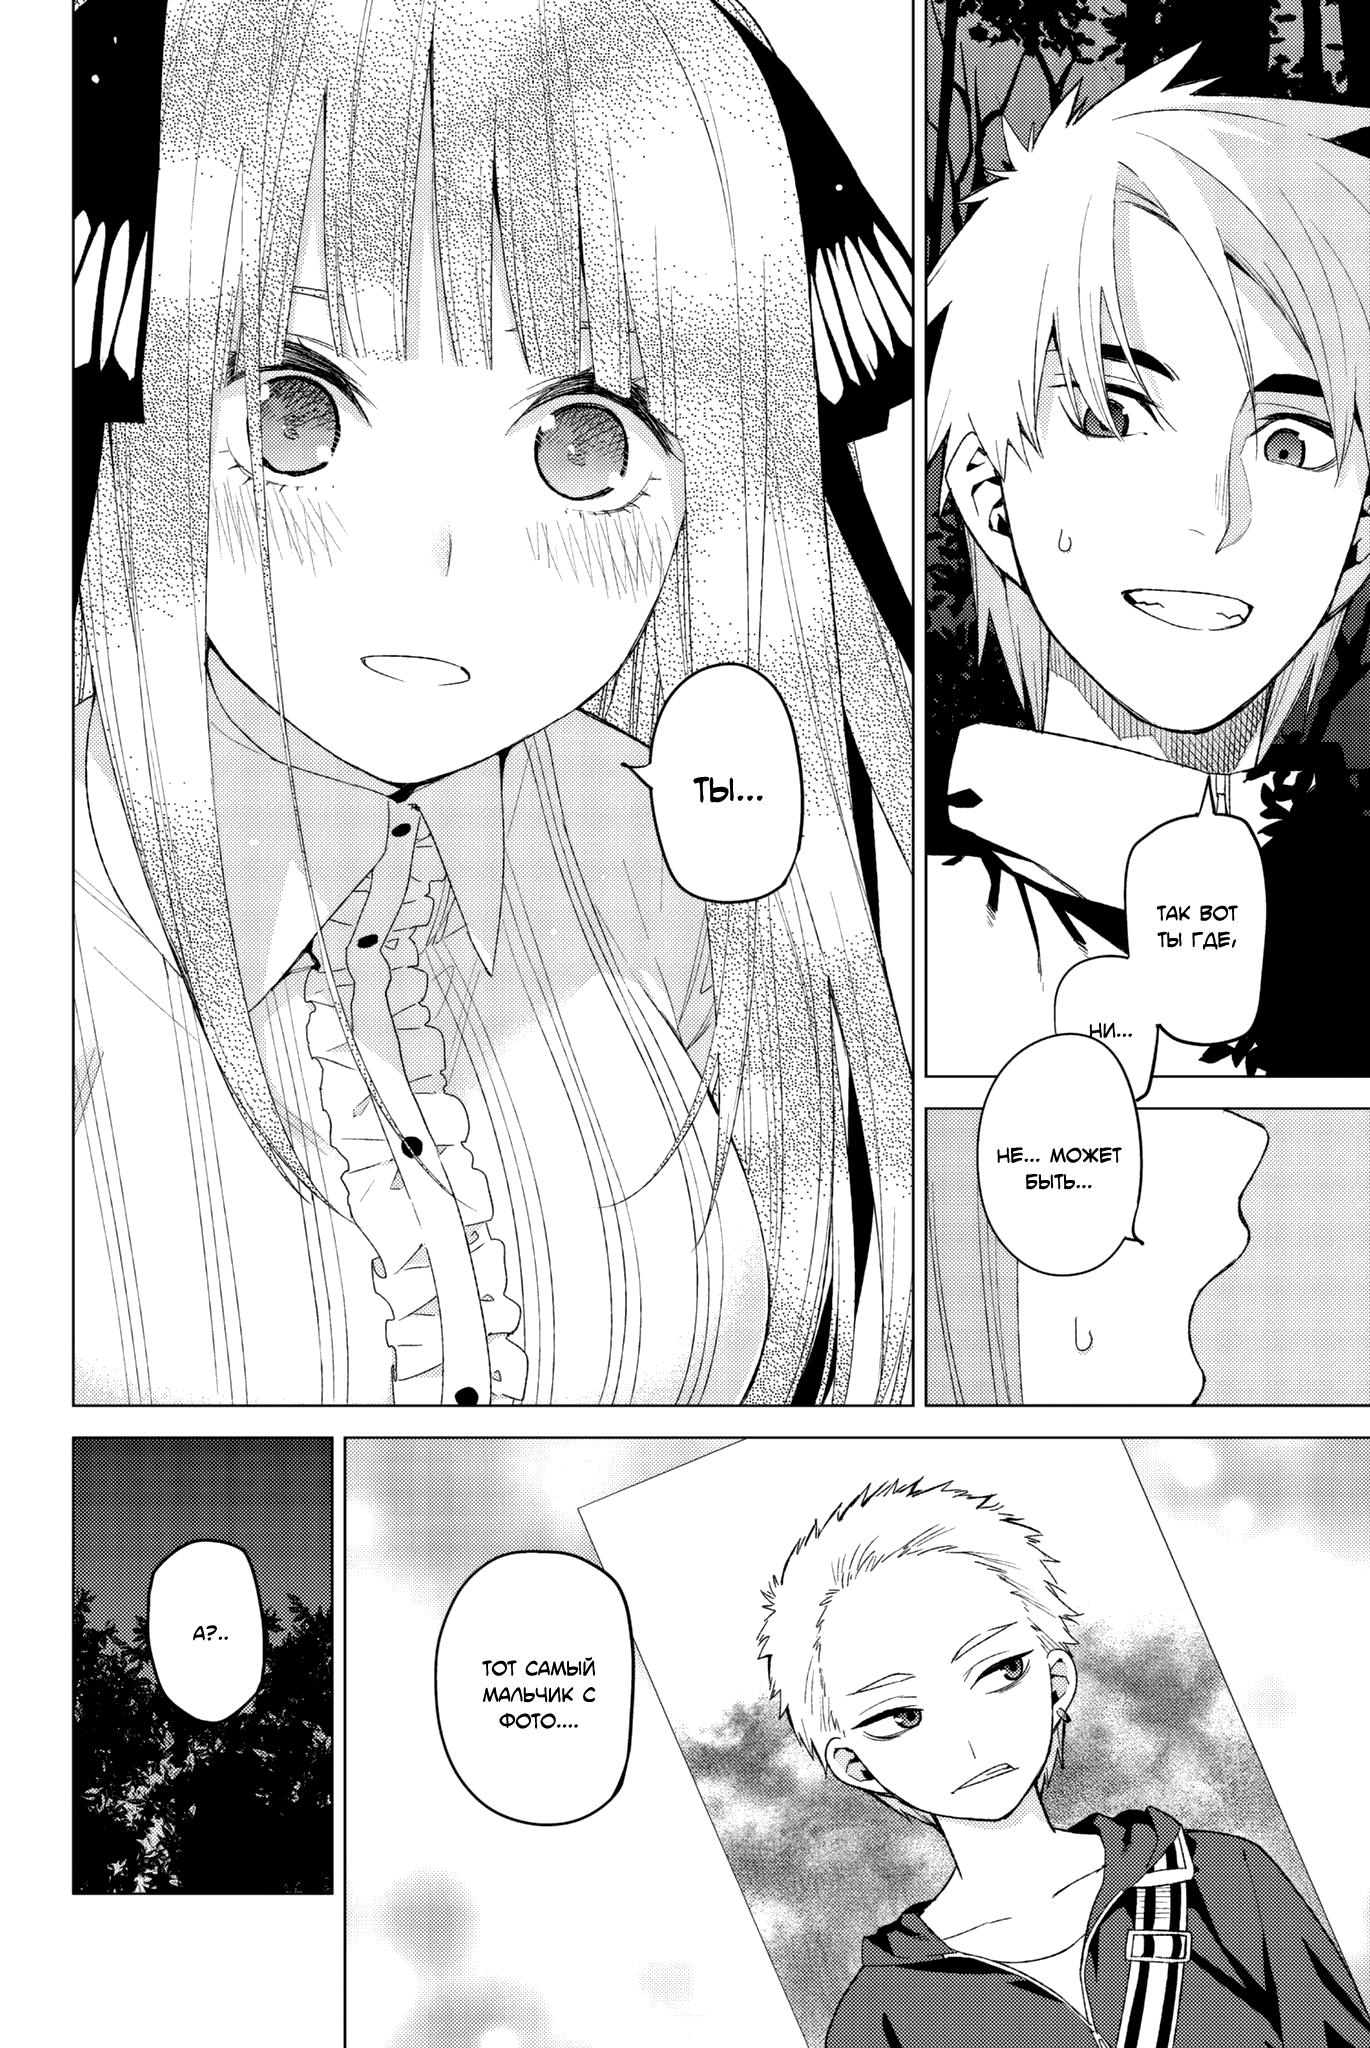 ТАК ВОТ
ТЫ ГДЕ,
НИ...
НЕ... МОЖЕТ
БЫТЬ...
ТЫ...
ТОТ САМЫЙ
МАЛЬЧИК С
ФОТО....
А?..